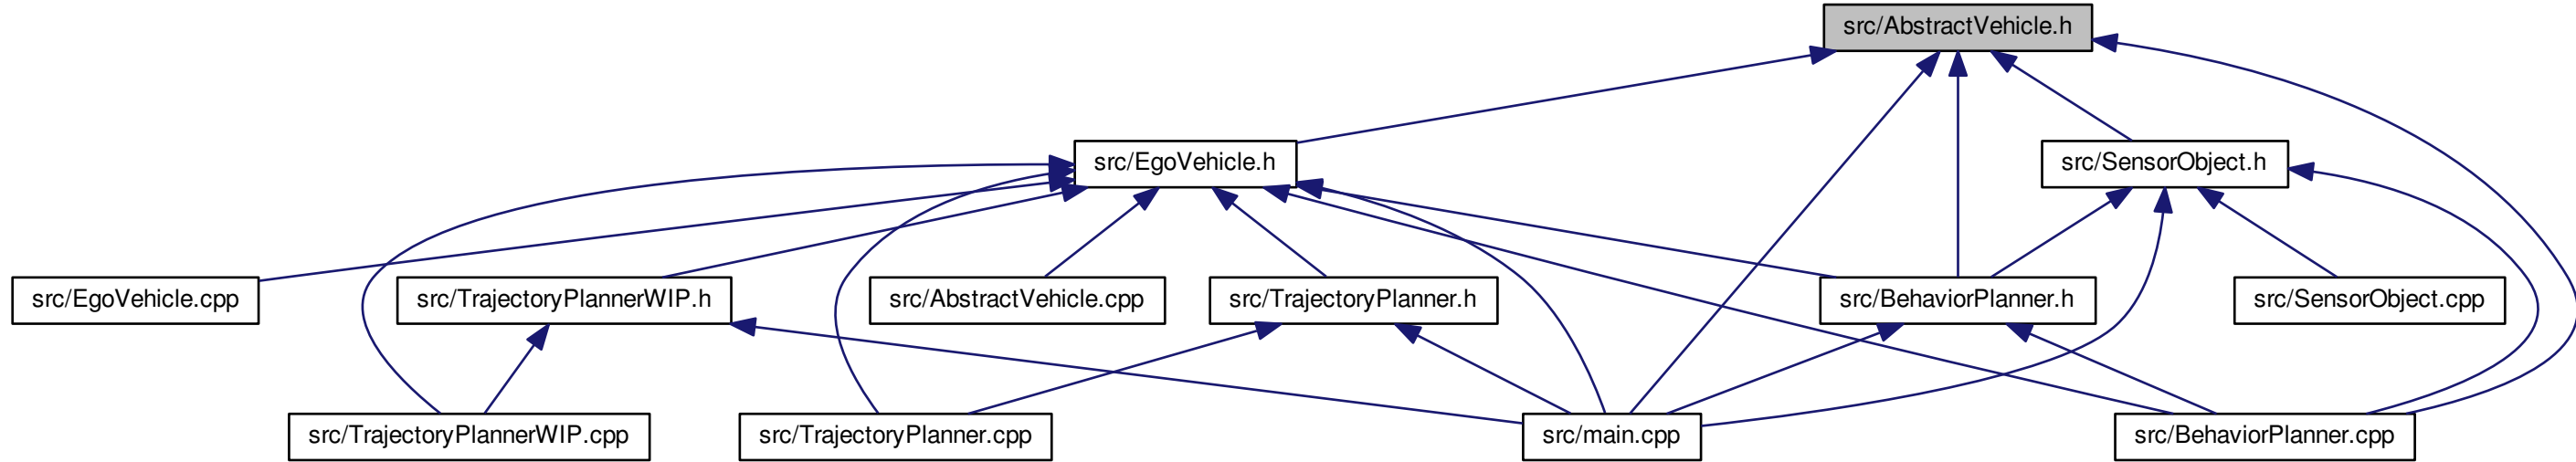 src/AbstractVehicle.h
src/EgoVehicle.h
src/SensorObject.h
src/EgoVehicle.cpp
src/TrajectoryPlannerWIP.h
src/AbstractVehicle.cpp
src/TrajectoryPlanner.h
src/BehaviorPlanner.h
src/SensorObject.cpp
src/TrajectoryPlannerWIP.cpp
src/TrajectoryPlanner.cpp
src/main.cpp
src/BehaviorPlanner.cpp